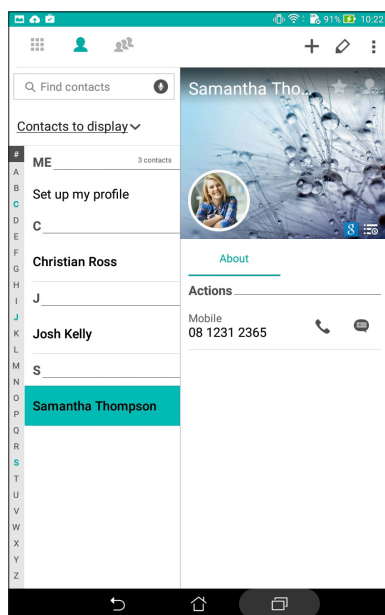 91% 10:22
Find contacts
Contacts to display
#
A
B
C
D
E
F
G
H
I
J
K
L
M
N
O
P
Q
R
S
T
U
V
W
X
Y
Z
ME 3 contacts
Set up my profile
C
Christian Ross
J
Josh Kelly
S
Samantha Thompson
Samantha Tho...
8
About
Actions
Mobile
08 1231 2365